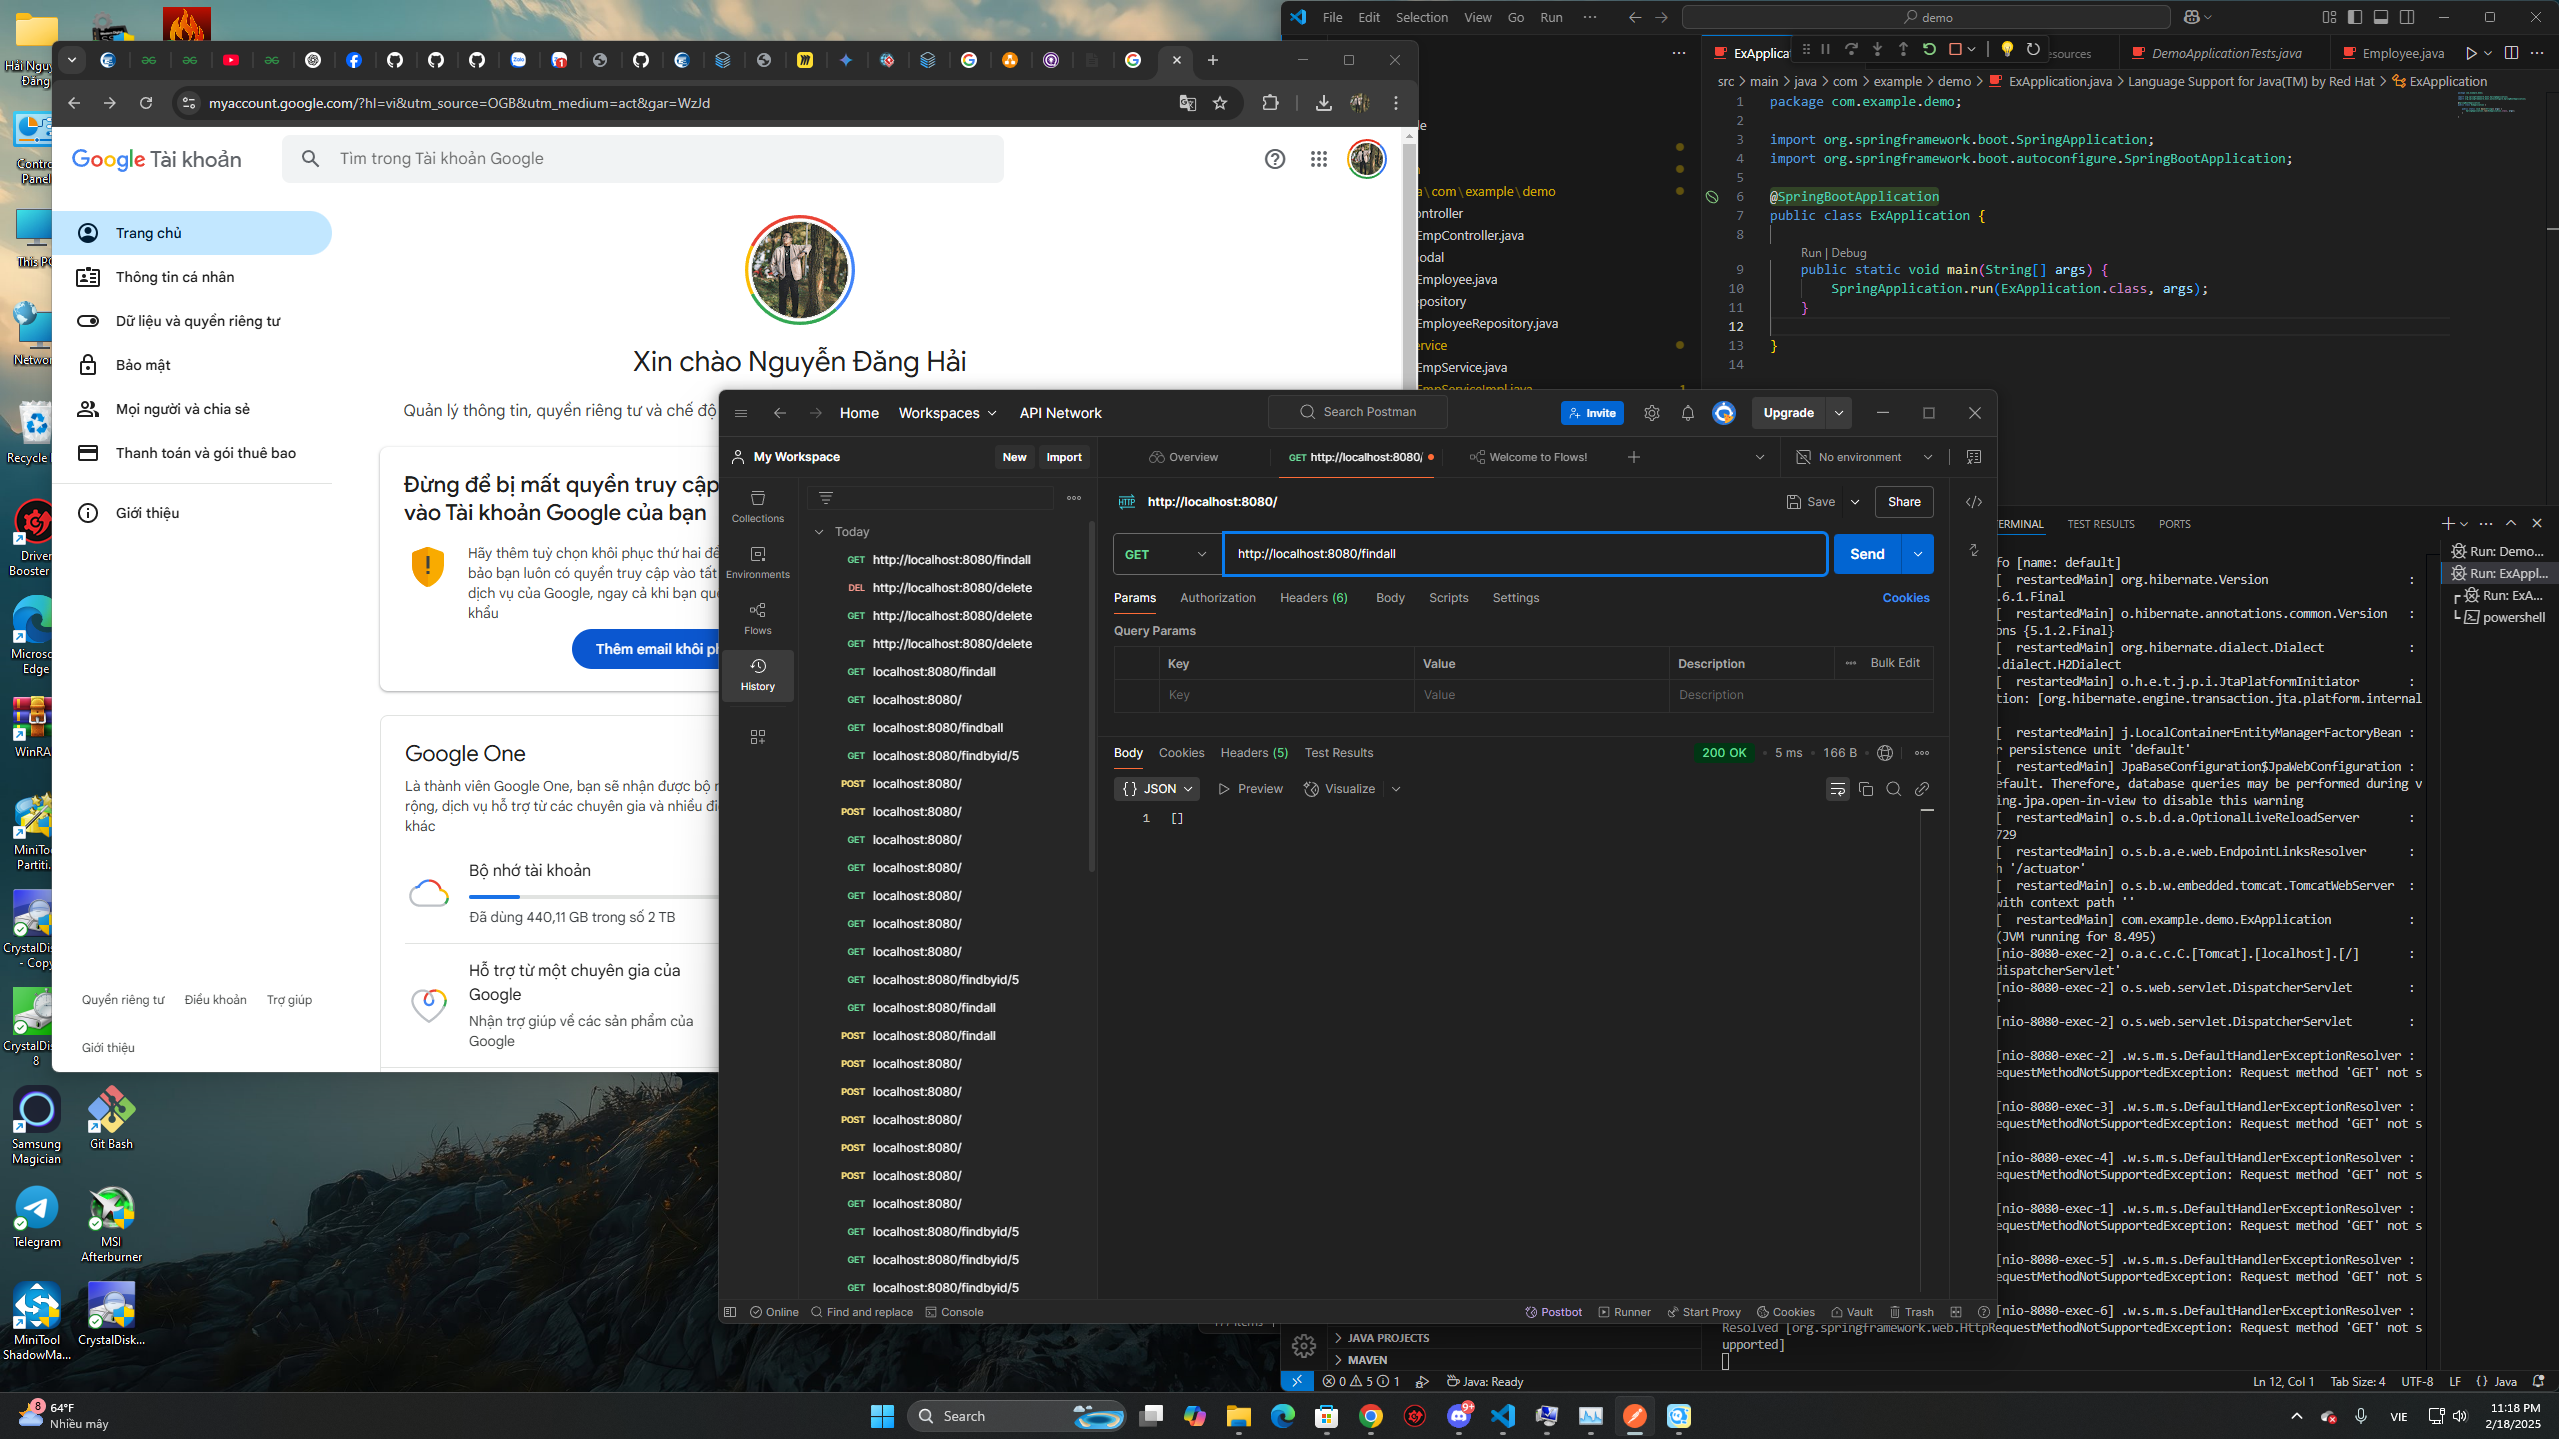 Hải Nguy...
Đăng
Contro
Panel
This PC
Network
Recycle
Driver
Booster
Microso
Edge
WinRA
MiniToo
Partiti...
CrystalDis
- Copy
CrystalDis
8
Samsung
Magician
Git Bash
Telegram
MSI
Afterburner
MiniTool
ShadowMa...
CrystalDisk...
myaccount.google.com/?hl=vi&utm_source=OGB&utm_medium=act&gar=WzJd
Google Tài khoản
Tìm trong Tài khoản Google
Trang chủ
Thông tin cá nhân
Dữ liệu và quyền riêng tư
Bảo mật
Mọi người và chia sẻ
Thanh toán và gói thuê bao
Giới thiệu
Xin chào Nguyễn Đăng Hải
Quản lý thông tin, quyền riêng tư và chế độ
Đừng để bị mất quyền truy cập
vào Tài khoản Google của bạn
Hãy thêm tuỳ chọn khôi phục thứ hai để
bảo bạn luôn có quyền truy cập vào tất
dịch vụ của Google, ngay cả khi bạn quê
khẩu
Thêm email khôi ph
Google One
Là thành viên Google One, bạn sẽ nhận được bộ n
rộng, dịch vụ hỗ trợ từ các chuyên gia và nhiều điề
khác
Bộ nhớ tài khoản
Đã dùng 440,11 GB trong số 2 TB
Hỗ trợ từ một chuyên gia của
Google
Nhận trợ giúp về các sản phẩm của
Google
Quyền riêng tư Điều khoản Trợ giúp
Giới thiệu
File Edit Selection View Go Run ···
demo
ExApplicat
esources
DemoApplicationTests.java
Employee.java
src > main > java > com > example > demo > ExApplication.java > Language Support for Java(TM) by Red Hat > ExApplication
a\com\example\demo
ontroller
EmpController.java
odal
Employee.java
epository
EmployeeRepository.java
ervice
EmpService.java
EmpServiceImpl.java 1
1 package com.example.demo;
2
3 import org.springframework.boot.SpringApplication;
4 import org.springframework.boot.autoconfigure.SpringBootApplication;
5
6 @SpringBootApplication
7 public class ExApplication {
8
Run | Debug
9 public static void main(String[] args) {
10 SpringApplication.run(ExApplication.class, args);
11 }
12
13 }
14
Home Workspaces API Network
Search Postman
Invite
Upgrade
My Workspace
New Import
Overview
GET http://localhost:8080/
Welcome to Flows!
No environment
Collections
Environments
Flows
History
Today
GET http://localhost:8080/findall
DEL http://localhost:8080/delete
GET http://localhost:8080/delete
GET http://localhost:8080/delete
GET localhost:8080/findall
GET localhost:8080/
GET localhost:8080/findball
GET localhost:8080/findbyid/5
POST localhost:8080/
POST localhost:8080/
GET localhost:8080/
GET localhost:8080/
GET localhost:8080/
GET localhost:8080/
GET localhost:8080/
GET localhost:8080/findbyid/5
GET localhost:8080/findall
POST localhost:8080/findall
POST localhost:8080/
POST localhost:8080/
POST localhost:8080/
POST localhost:8080/
POST localhost:8080/
GET localhost:8080/
GET localhost:8080/findbyid/5
GET localhost:8080/findbyid/5
GET localhost:8080/findbyid/5
HTTP http://localhost:8080/
Save
Share
GET http://localhost:8080/findall
Send
Params Authorization Headers (6) Body Scripts Settings
Cookies
Query Params
Key Value Description ··· Bulk Edit
Key Value Description
Body Cookies Headers (5) Test Results
200 OK • 5 ms • 166 B
{} JSON Preview Visualize
1 []
Online Find and replace Console
Postbot Runner Start Proxy Cookies Vault Trash
TERMINAL TEST RESULTS PORTS
Run: Demo...
Run: ExAppl...
Run: ExA...
powershell
fo [name: default]
[ restartedMain] org.hibernate.Version :
.6.1.Final
[ restartedMain] o.hibernate.annotations.common.Version :
ons {5.1.2.Final}
[ restartedMain] org.hibernate.dialect.Dialect :
.dialect.H2Dialect
[ restartedMain] o.h.e.t.j.p.i.JtaPlatformInitiator :
tion: [org.hibernate.engine.transaction.jta.platform.internal
[ restartedMain] j.LocalContainerEntityManagerFactoryBean :
r persistence unit 'default'
[ restartedMain] JpaBaseConfiguration$JpaWebConfiguration :
efault. Therefore, database queries may be performed during v
ing.jpa.open-in-view to disable this warning
[ restartedMain] o.s.b.d.a.OptionalLiveReloadServer :
729
[ restartedMain] o.s.b.a.e.web.EndpointLinksResolver :
h '/actuator'
[ restartedMain] o.s.b.w.embedded.tomcat.TomcatWebServer :
with context path ''
[ restartedMain] com.example.demo.ExApplication :
(JVM running for 8.495)
[nio-8080-exec-2] o.a.c.c.C.[Tomcat].[localhost].[/] :
dispatcherServlet'
[nio-8080-exec-2] o.s.web.servlet.DispatcherServlet :
'
[nio-8080-exec-2] o.s.web.servlet.DispatcherServlet :
[nio-8080-exec-2] .w.s.m.s.DefaultHandlerExceptionResolver :
equestMethodNotSupportedException: Request method 'GET' not s
[nio-8080-exec-3] .w.s.m.s.DefaultHandlerExceptionResolver :
equestMethodNotSupportedException: Request method 'GET' not s
[nio-8080-exec-4] .w.s.m.s.DefaultHandlerExceptionResolver :
equestMethodNotSupportedException: Request method 'GET' not s
[nio-8080-exec-1] .w.s.m.s.DefaultHandlerExceptionResolver :
equestMethodNotSupportedException: Request method 'GET' not s
[nio-8080-exec-5] .w.s.m.s.DefaultHandlerExceptionResolver :
equestMethodNotSupportedException: Request method 'GET' not s
[nio-8080-exec-6] .w.s.m.s.DefaultHandlerExceptionResolver :
Resolved [org.springframework.web.HttpRequestMethodNotSupportedException: Request method 'GET' not s
upported]
JAVA PROJECTS
MAVEN
0 5 1
Java: Ready
Ln 12, Col 1 Tab Size: 4 UTF-8 LF {} Java
8
64°F
Nhiều mây
Search
9+
VIE
11:18 PM
2/18/2025